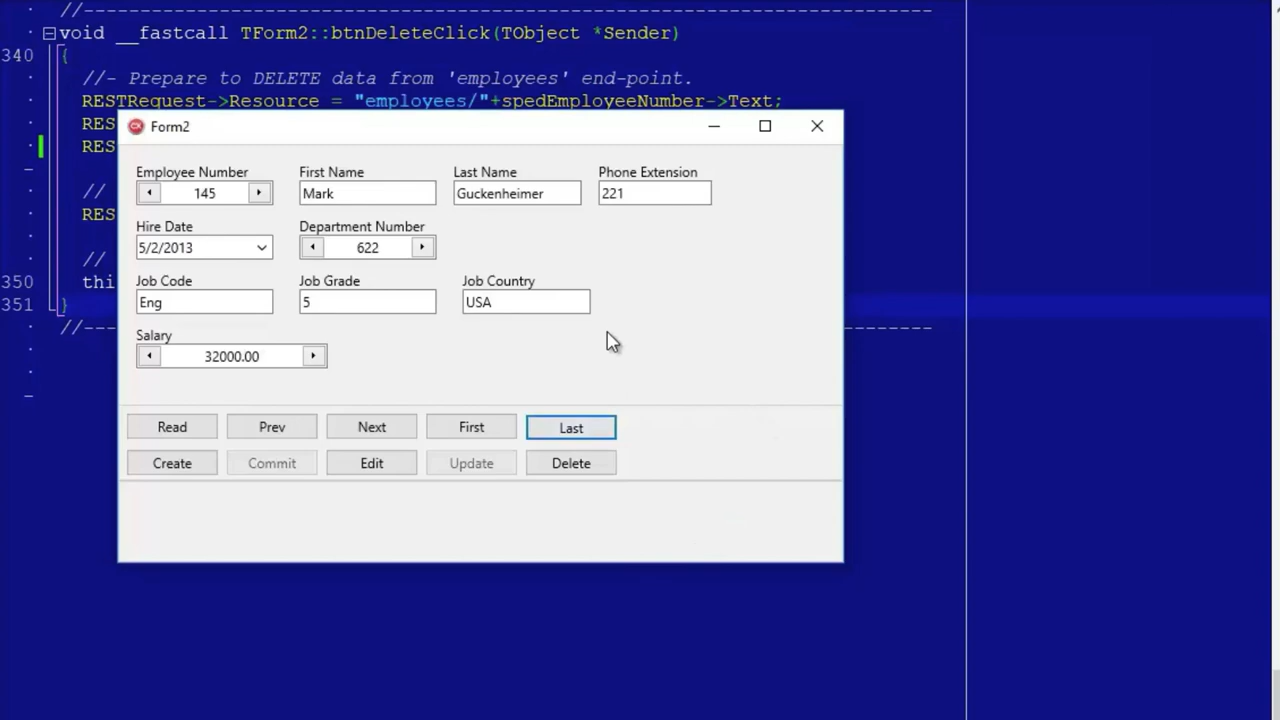 //------------------------------------------------------------------------------
void __fastcall TForm2::btnDeleteClick(TObject *Sender)
340 {
//- Prepare to DELETE data from 'employees' end-point.
RESTRequest->Resource = "employees/"+spedEmployeeNumber->Text;
RES
RES
//
RES
//
350 thi
351 }
//
Form2
Employee Number First Name Last Name Phone Extension
145 Mark Guckenheimer 221
Hire Date Department Number
5/2/2013 622
Job Code Job Grade Job Country
Eng 5 USA
Salary
32000.00
Read Prev Next First Last
Create Commit Edit Update Delete